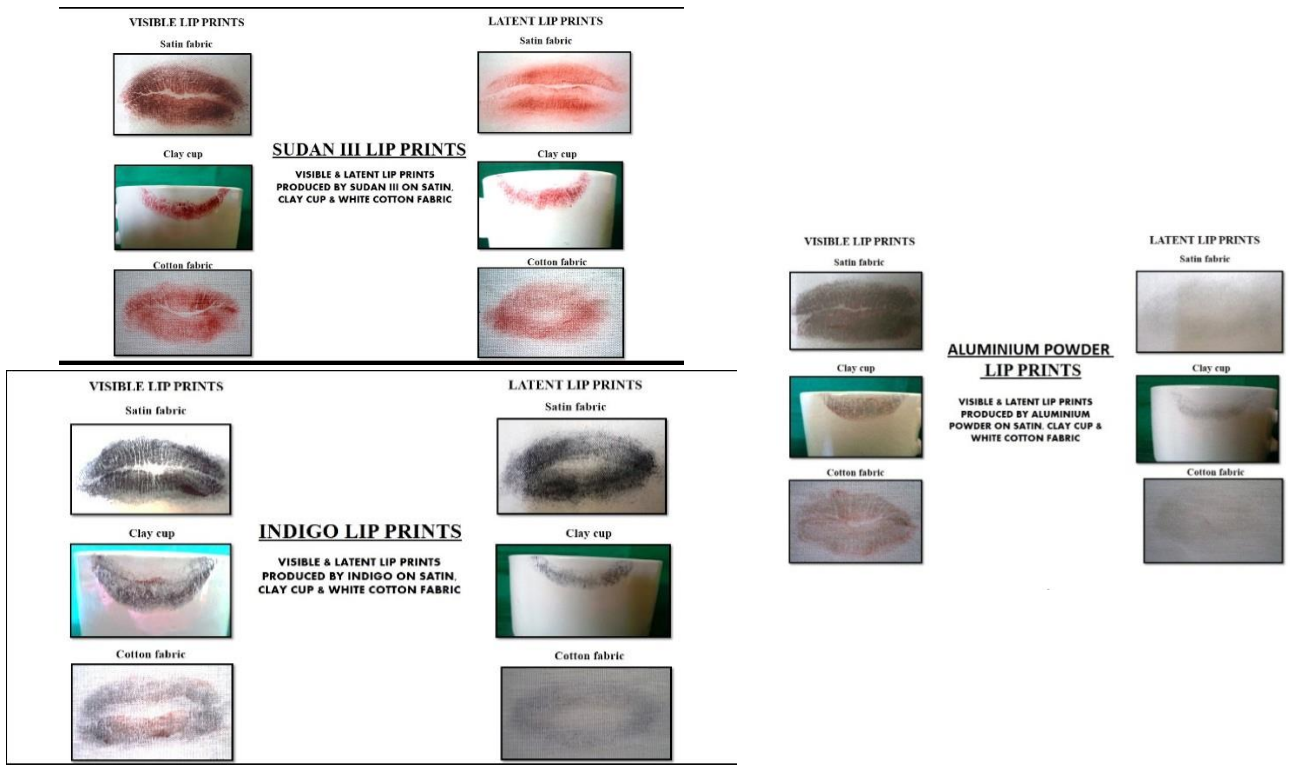 VISIBLE LIP PRINTS
LATENT LIP PRINTS
Satin fabric
Satin fabric
Clay cup
Clay cup
SUDAN III LIP PRINTS
VISIBLE & LATENT LIP PRINTS
PRODUCED BY SUDAN III ON SATIN,
CLAY CUP & WHITE COTTON FABRIC
Cotton fabric
Cotton fabric
VISIBLE LIP PRINTS
LATENT LIP PRINTS
Satin fabric
Satin fabric
Clay cup
Clay cup
INDIGO LIP PRINTS
VISIBLE & LATENT LIP PRINTS
PRODUCED BY INDIGO ON SATIN,
CLAY CUP & WHITE COTTON FABRIC
Cotton fabric
Cotton fabric
VISIBLE LIP PRINTS
LATENT LIP PRINTS
Satin fabric
Satin fabric
ALUMINIUM POWDER
LIP PRINTS
Clay cup
Clay cup
VISIBLE & LATENT LIP PRINTS
PRODUCED BY ALUMINIUM
POWDER ON SATIN, CLAY CUP &
WHITE COTTON FABRIC
Cotton fabric
Cotton fabric